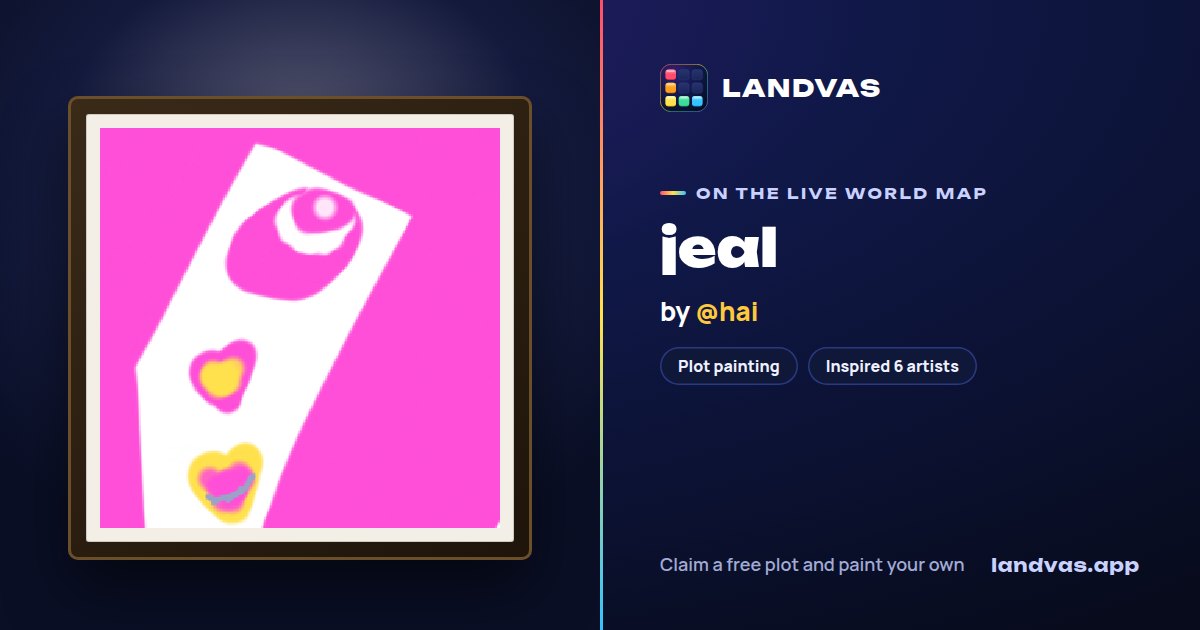 LANDVAS
ON THE LIVE WORLD MAP
jeal
by @hai
Plot painting
Inspired 6 artists
Claim a free plot and paint your own
landvas.app